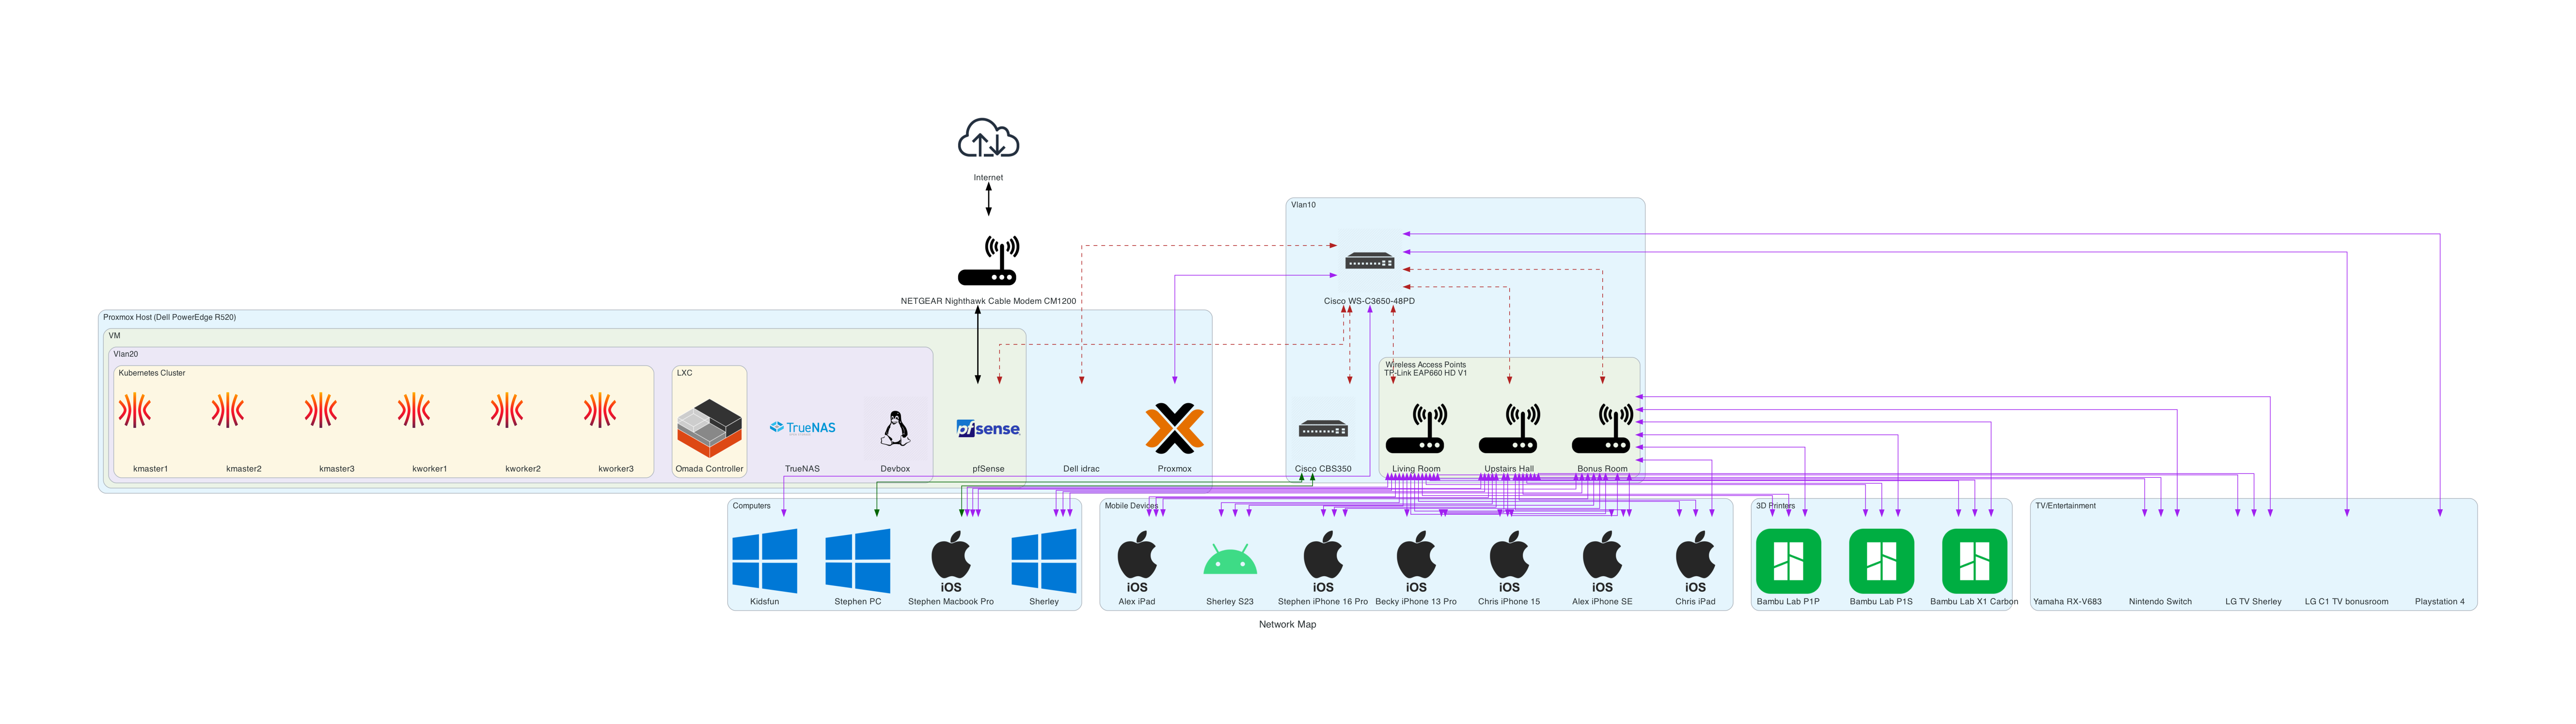 Internet
Vlan10
NETGEAR Nighthawk Cable Modem CM1200
Cisco WS-C3650-48PD
Proxmox Host (Dell PowerEdge R520)
VM
Vlan20
Kubernetes Cluster
LXC
Wireless Access Points
TP-Link EAP660 HD V1
TrueNAS
pfsense
kmaster1
kmaster2
kmaster3
kworker1
kworker2
kworker3
Omada Controller
TrueNAS
Devbox
pfSense
Dell idrac
Proxmox
Cisco CBS350
Living Room
Upstairs Hall
Bonus Room
Computers
Mobile Devices
3D Printers
TV/Entertainment
iOS
iOS
iOS
iOS
iOS
iOS
iOS
Kidsfun
Stephen PC
Stephen Macbook Pro
Sherley
Alex iPad
Sherley S23
Stephen iPhone 16 Pro
Becky iPhone 13 Pro
Chris iPhone 15
Alex iPhone SE
Chris iPad
Bambu Lab P1P
Bambu Lab P1S
Bambu Lab X1 Carbon
Yamaha RX-V683
Nintendo Switch
LG TV Sherley
LG C1 TV bonusroom
Playstation 4
Network Map